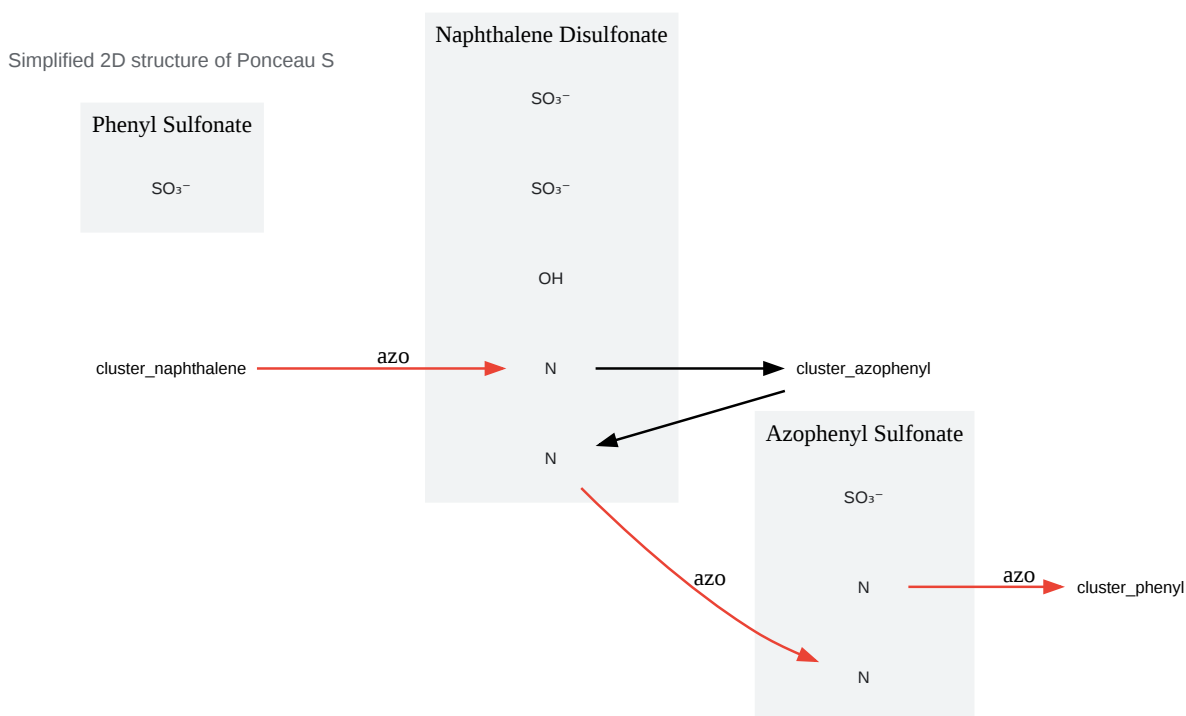 Simplified 2D structure of Ponceau S
Phenyl Sulfonate
SO₃⁻
Naphthalene Disulfonate
SO₃⁻
SO₃⁻
OH
cluster_naphthalene
azo
N
cluster_azophenyl
N
azo
Azophenyl Sulfonate
SO₃⁻
N
azo
cluster_phenyl
N